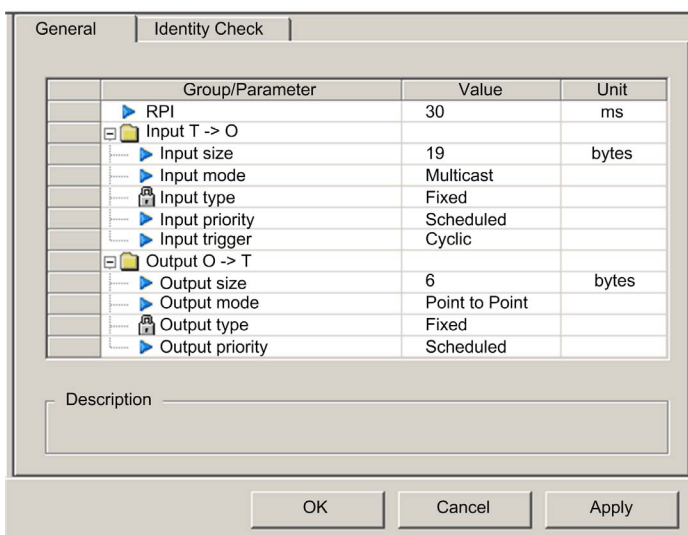 General Identity Check
Group/Parameter Value Unit
RPI 30 ms
Input T -> O
Input size 19 bytes
Input mode Multicast
Input type Fixed
Input priority Scheduled
Input trigger Cyclic
Output O -> T
Output size 6 bytes
Output mode Point to Point
Output type Fixed
Output priority Scheduled
Description
OK Cancel Apply